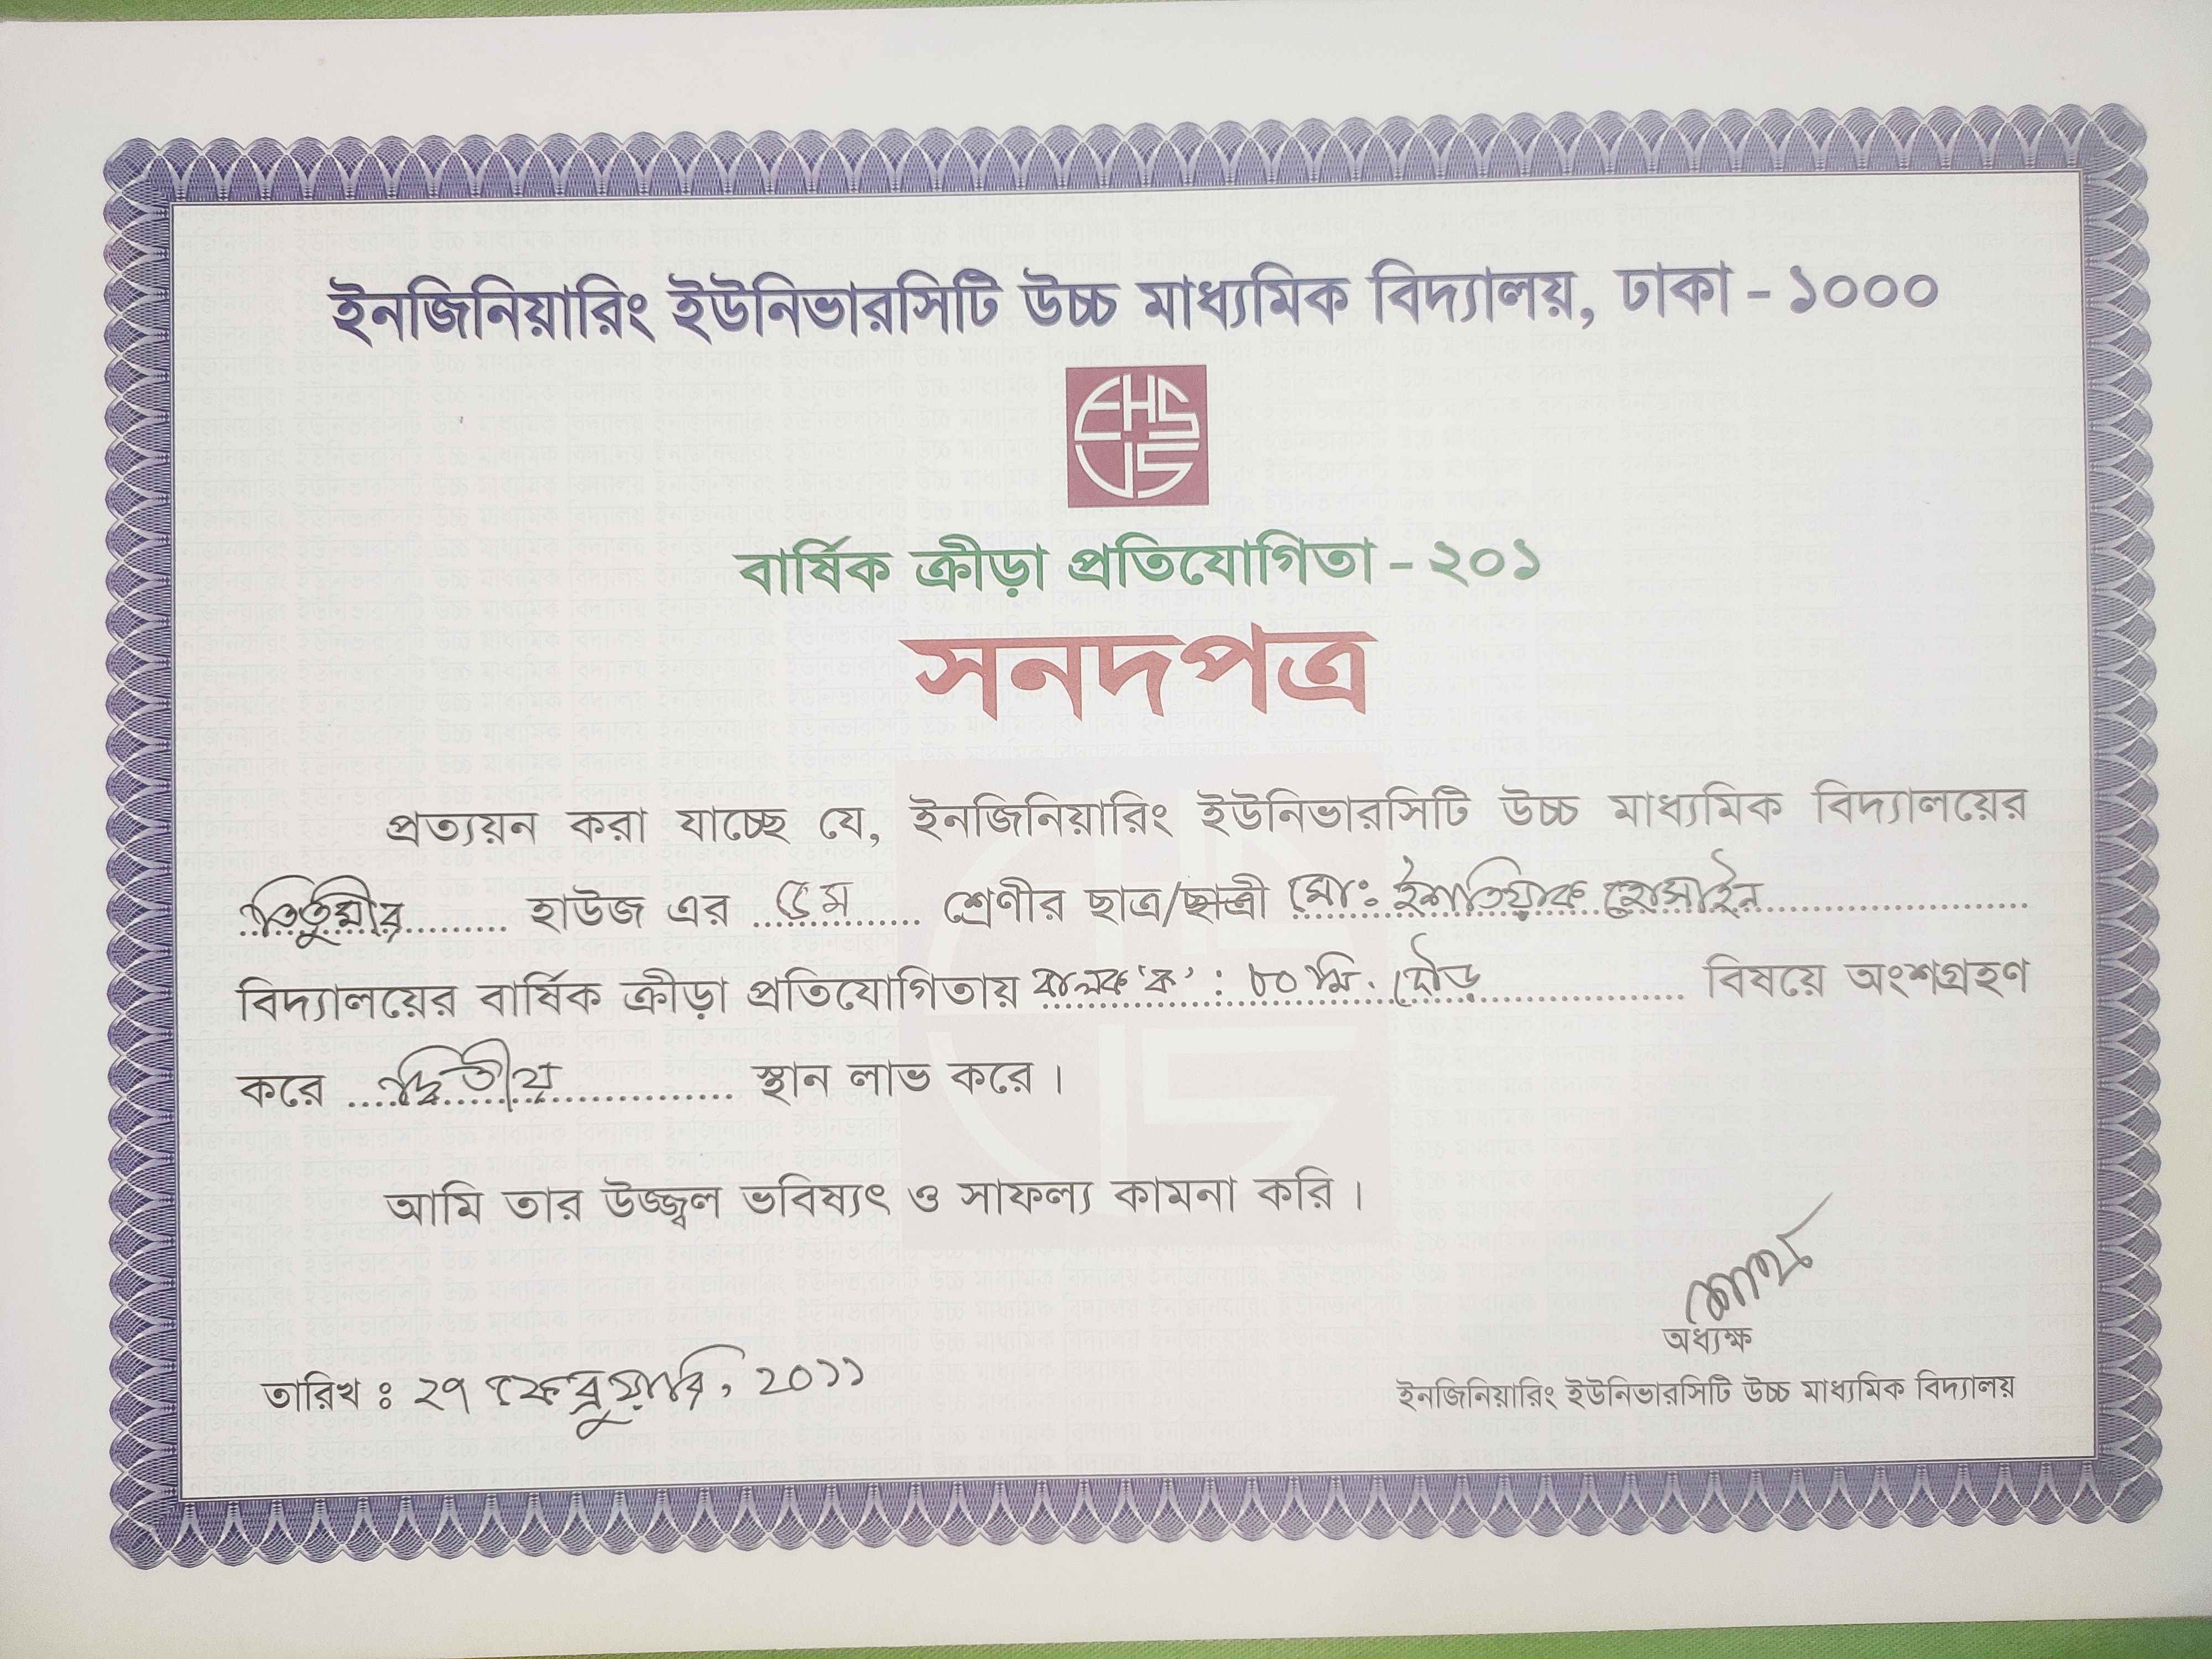 ইনজিনিয়ারিং ইউনিভারসিটি উচ্চ মাধ্যমিক বিদ্যালয়, ঢাকা - ১০০০
EHS
US
বার্ষিক ক্রীড়া প্রতিযোগিতা - ২০১
সনদপত্র
প্রত্যয়ন করা যাচ্ছে যে, ইনজিনিয়ারিং ইউনিভারসিটি উচ্চ মাধ্যমিক বিদ্যালয়ের
তিতুমীর হাউজ এর ৫ম শ্রেণীর ছাত্র/ছাত্রী মোঃ ইশতিয়াক হোসাইন
বিদ্যালয়ের বার্ষিক ক্রীড়া প্রতিযোগিতায় বালক 'ক' : ৮০ মি. দৌড় বিষয়ে অংশগ্রহণ
করে দ্বিতীয় স্থান লাভ করে।
আমি তার উজ্জ্বল ভবিষ্যৎ ও সাফল্য কামনা করি।
অধ্যক্ষ
ইনজিনিয়ারিং ইউনিভারসিটি উচ্চ মাধ্যমিক বিদ্যালয়
তারিখ ঃ ২৭ ফেব্রুয়ারি, ২০১১